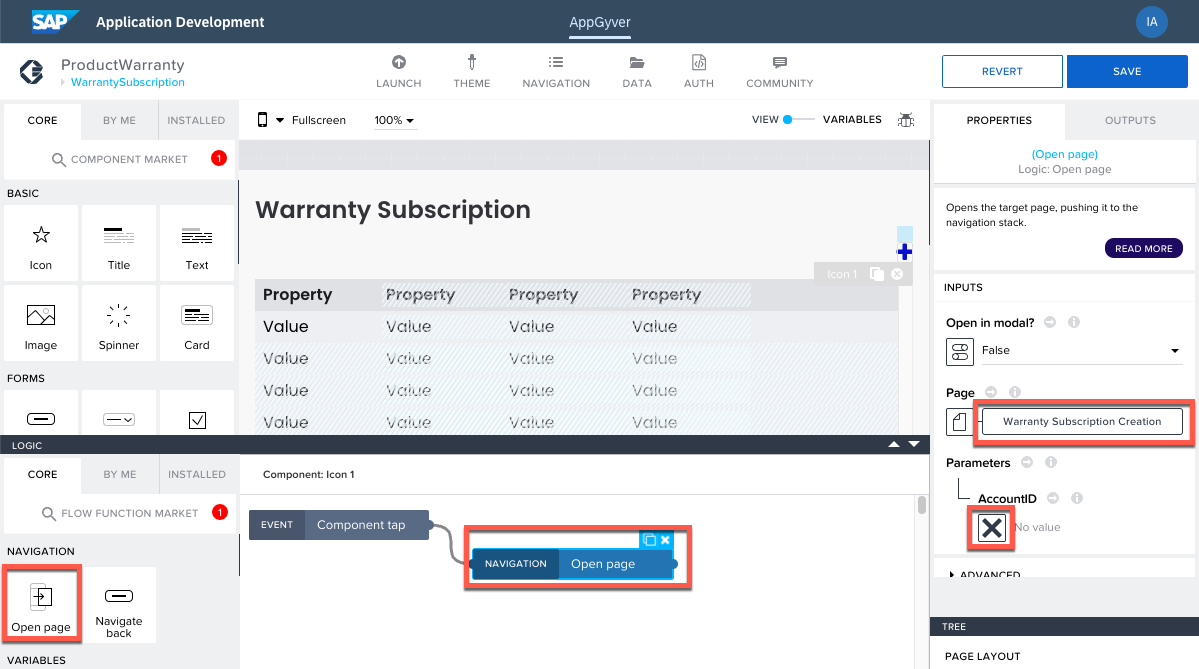 SAP Application Development
AppGyver
IA
ProductWarranty
WarrantySubscription
LAUNCH
THEME
NAVIGATION
DATA
AUTH
COMMUNITY
REVERT
SAVE
CORE
BY ME
INSTALLED
COMPONENT MARKET
1
BASIC
Icon
Title
Text
Image
Spinner
Card
FORMS
Fullscreen
100%
VIEW
VARIABLES
Warranty Subscription
Icon 1
Property Property Property Property
Value Value Value Value
Value Value Value Value
Value Value Value Value
Value Value Value Value
LOGIC
CORE
BY ME
INSTALLED
FLOW FUNCTION MARKET
1
NAVIGATION
Open page
Navigate
back
VARIABLES
Component: Icon 1
EVENT Component tap
NAVIGATION Open page
PROPERTIES
OUTPUTS
(Open page)
Logic: Open page
Opens the target page, pushing it to the
navigation stack.
READ MORE
INPUTS
Open in modal?
False
Page
Warranty Subscription Creation
Parameters
AccountID
No value
ADVANCED
TREE
PAGE LAYOUT